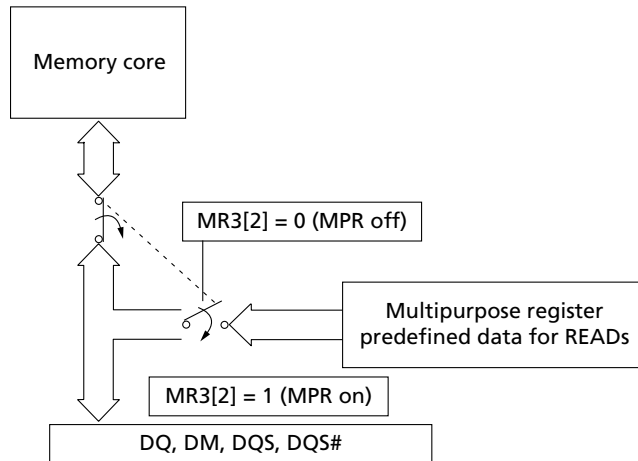 Memory core
MR3[2] = 0 (MPR off)
Multipurpose register
predefined data for READs
MR3[2] = 1 (MPR on)
DQ, DM, DQS, DQS#